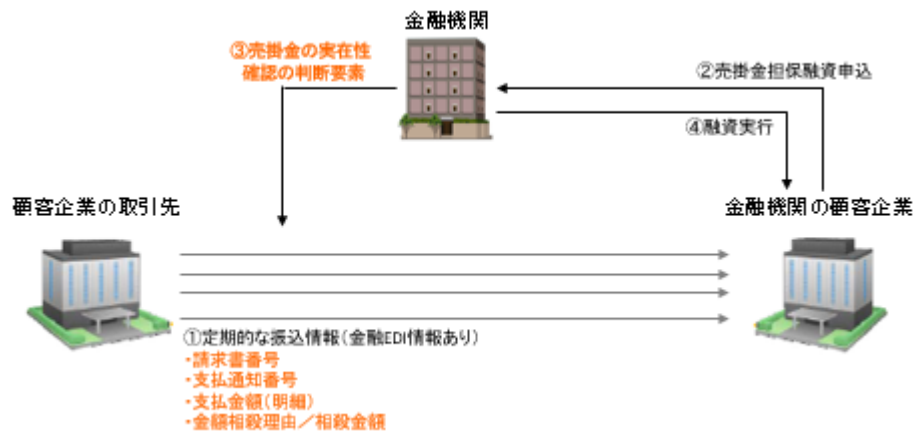 金融機関
③売掛金の実在性
確認の判断要素
②売掛金担保融資申込
④融資実行
顧客企業の取引先
金融機関の顧客企業
①定期的な振込情報(金融EDI情報あり)
・請求書番号
・支払通知番号
・支払金額(明細)
・金額相殺理由／相殺金額